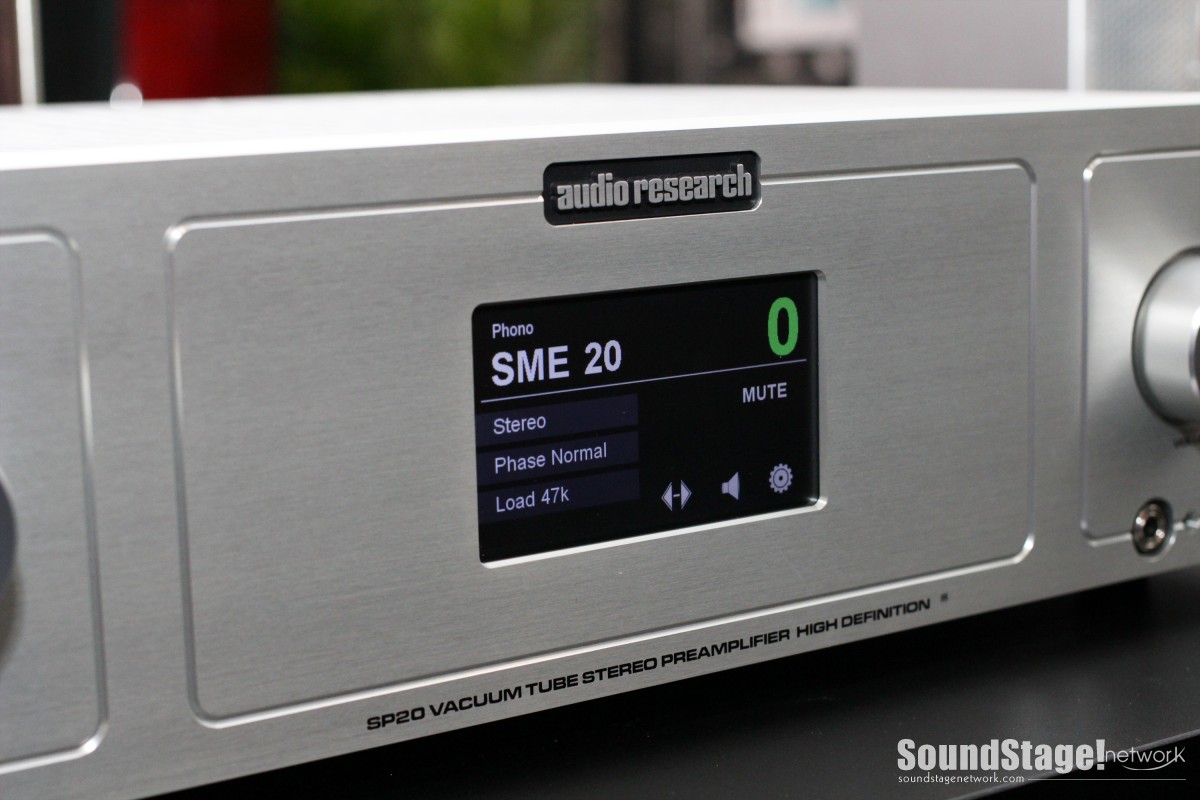 audio research
Phono
SME 20
0
MUTE
Stereo
Phase Normal
Load 47k
SP20 VACUUM TUBE STEREO PREAMPLIFIER HIGH DEFINITION
SoundStage! network
soundstagenetwork.com